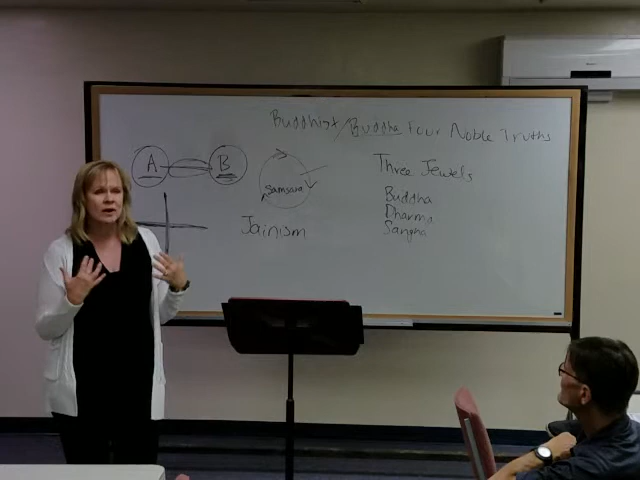 Buddhist/Buddha Four Noble Truths
A B
Samsara
Three Jewels
Buddha
Dharma
Sangha
Jainism